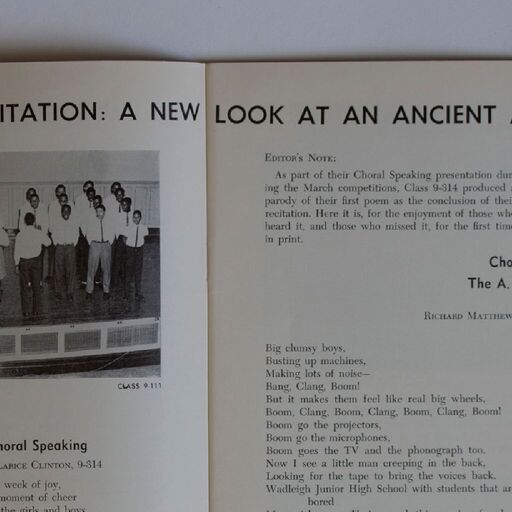 ITATION: A NEW LOOK AT AN ANCIENT
CLASS 9-111
horal Speaking
LARICE CLINTON, 9-314
week of joy,
moment of cheer
the girls and boys
EDITOR'S NOTE:
As part of their Choral Speaking presentation dur
ing the March competitions, Class 9-314 produced a
parody of their first poem as the conclusion of their
recitation. Here it is, for the enjoyment of those who
heard it, and those who missed it, for the first time
in print.
Cho
The A.
RICHARD MATTHEW
Big clumsy boys,
Busting up machines,
Making lots of noise—
Bang, Clang, Boom!
But it makes them feel like real big wheels,
Boom, Clang, Boom, Clang, Boom, Clang, Boom!
Boom go the projectors,
Boom go the microphones,
Boom goes the TV and the phonograph too.
Now I see a little man creeping in the back,
Looking for the tape to bring the voices back.
Wadleigh Junior High School with students that are
bored